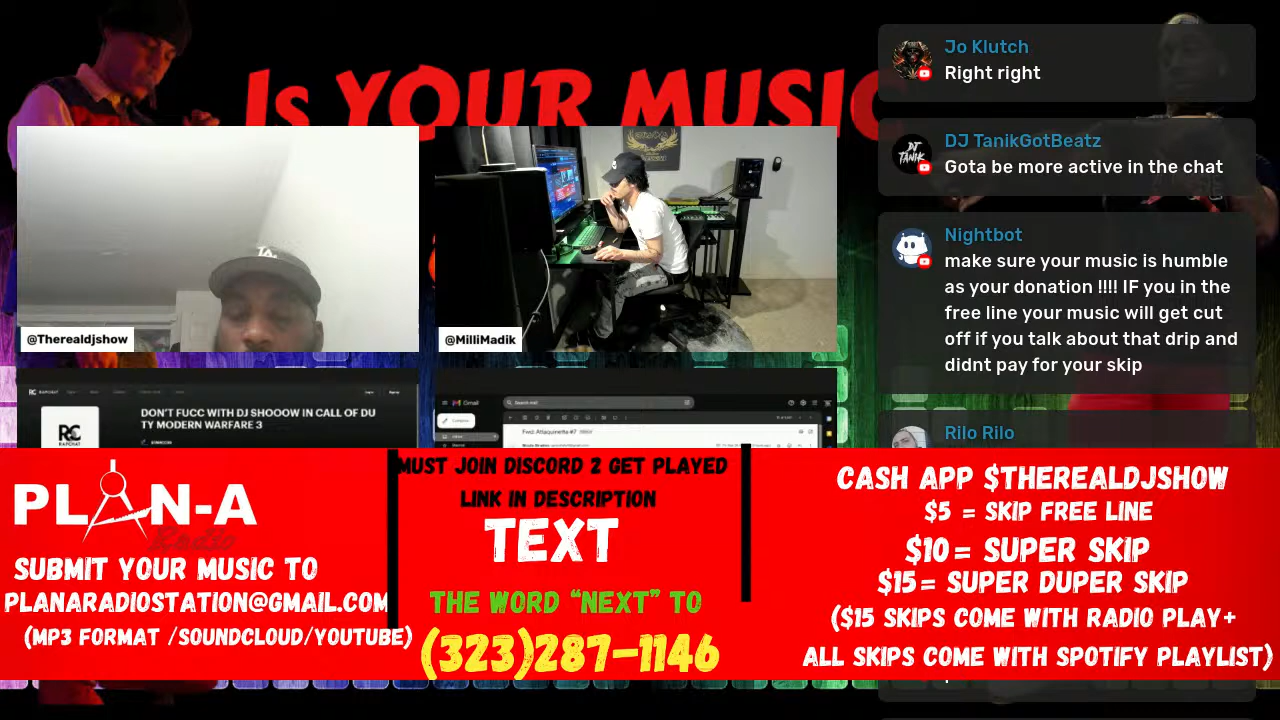 Is YOUR MUSIC
Jo Klutch
Right right
DJ TanikGotBeatz
Gota be more active in the chat
Nightbot
make sure your music is humble
as your donation !!!! IF you in the
free line your music will get cut
off if you talk about that drip and
didnt pay for your skip
Rilo Rilo
@Therealdjshow
@MilliMadik
DON'T FUCC WITH DJ SHOOOW IN CALL OF DU
TY MODERN WARFARE 3
RC
Gmail
PLAN-A
Radio
SUBMIT YOUR MUSIC TO
PLANARADIOSTATION@GMAIL.COM
(MP3 FORMAT /SOUNDCLOUD/YOUTUBE)
MUST JOIN DISCORD 2 GET PLAYED
LINK IN DESCRIPTION
TEXT
THE WORD “NEXT” TO
(323)287-1146
CASH APP $THEREALDJSHOW
$5 = SKIP FREE LINE
$10= SUPER SKIP
$15= SUPER DUPER SKIP
($15 SKIPS COME WITH RADIO PLAY+
ALL SKIPS COME WITH SPOTIFY PLAYLIST)